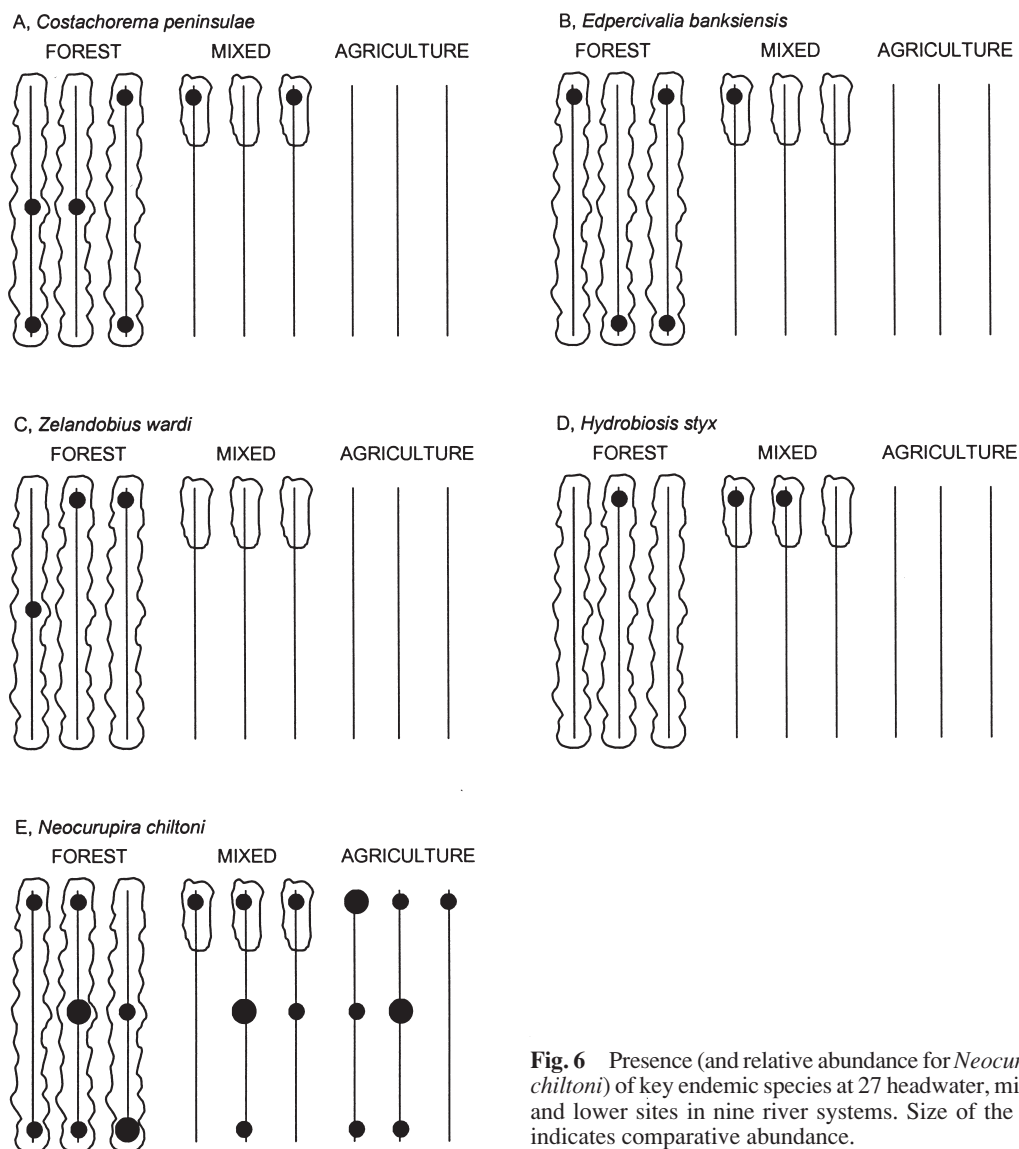 A, Costachorema peninsulae
FOREST MIXED AGRICULTURE
B, Edpercivalia banksiensis
FOREST MIXED AGRICULTURE
C, Zelandobius wardi
FOREST MIXED AGRICULTURE
D, Hydrobiosis styx
FOREST MIXED AGRICULTURE
E, Neocurupira chiltoni
FOREST MIXED AGRICULTURE
Fig. 6 Presence (and relative abundance for
chiltoni) of key endemic species at 27 headwater,
and lower sites in nine river systems. Size of the
indicates comparative abundance.